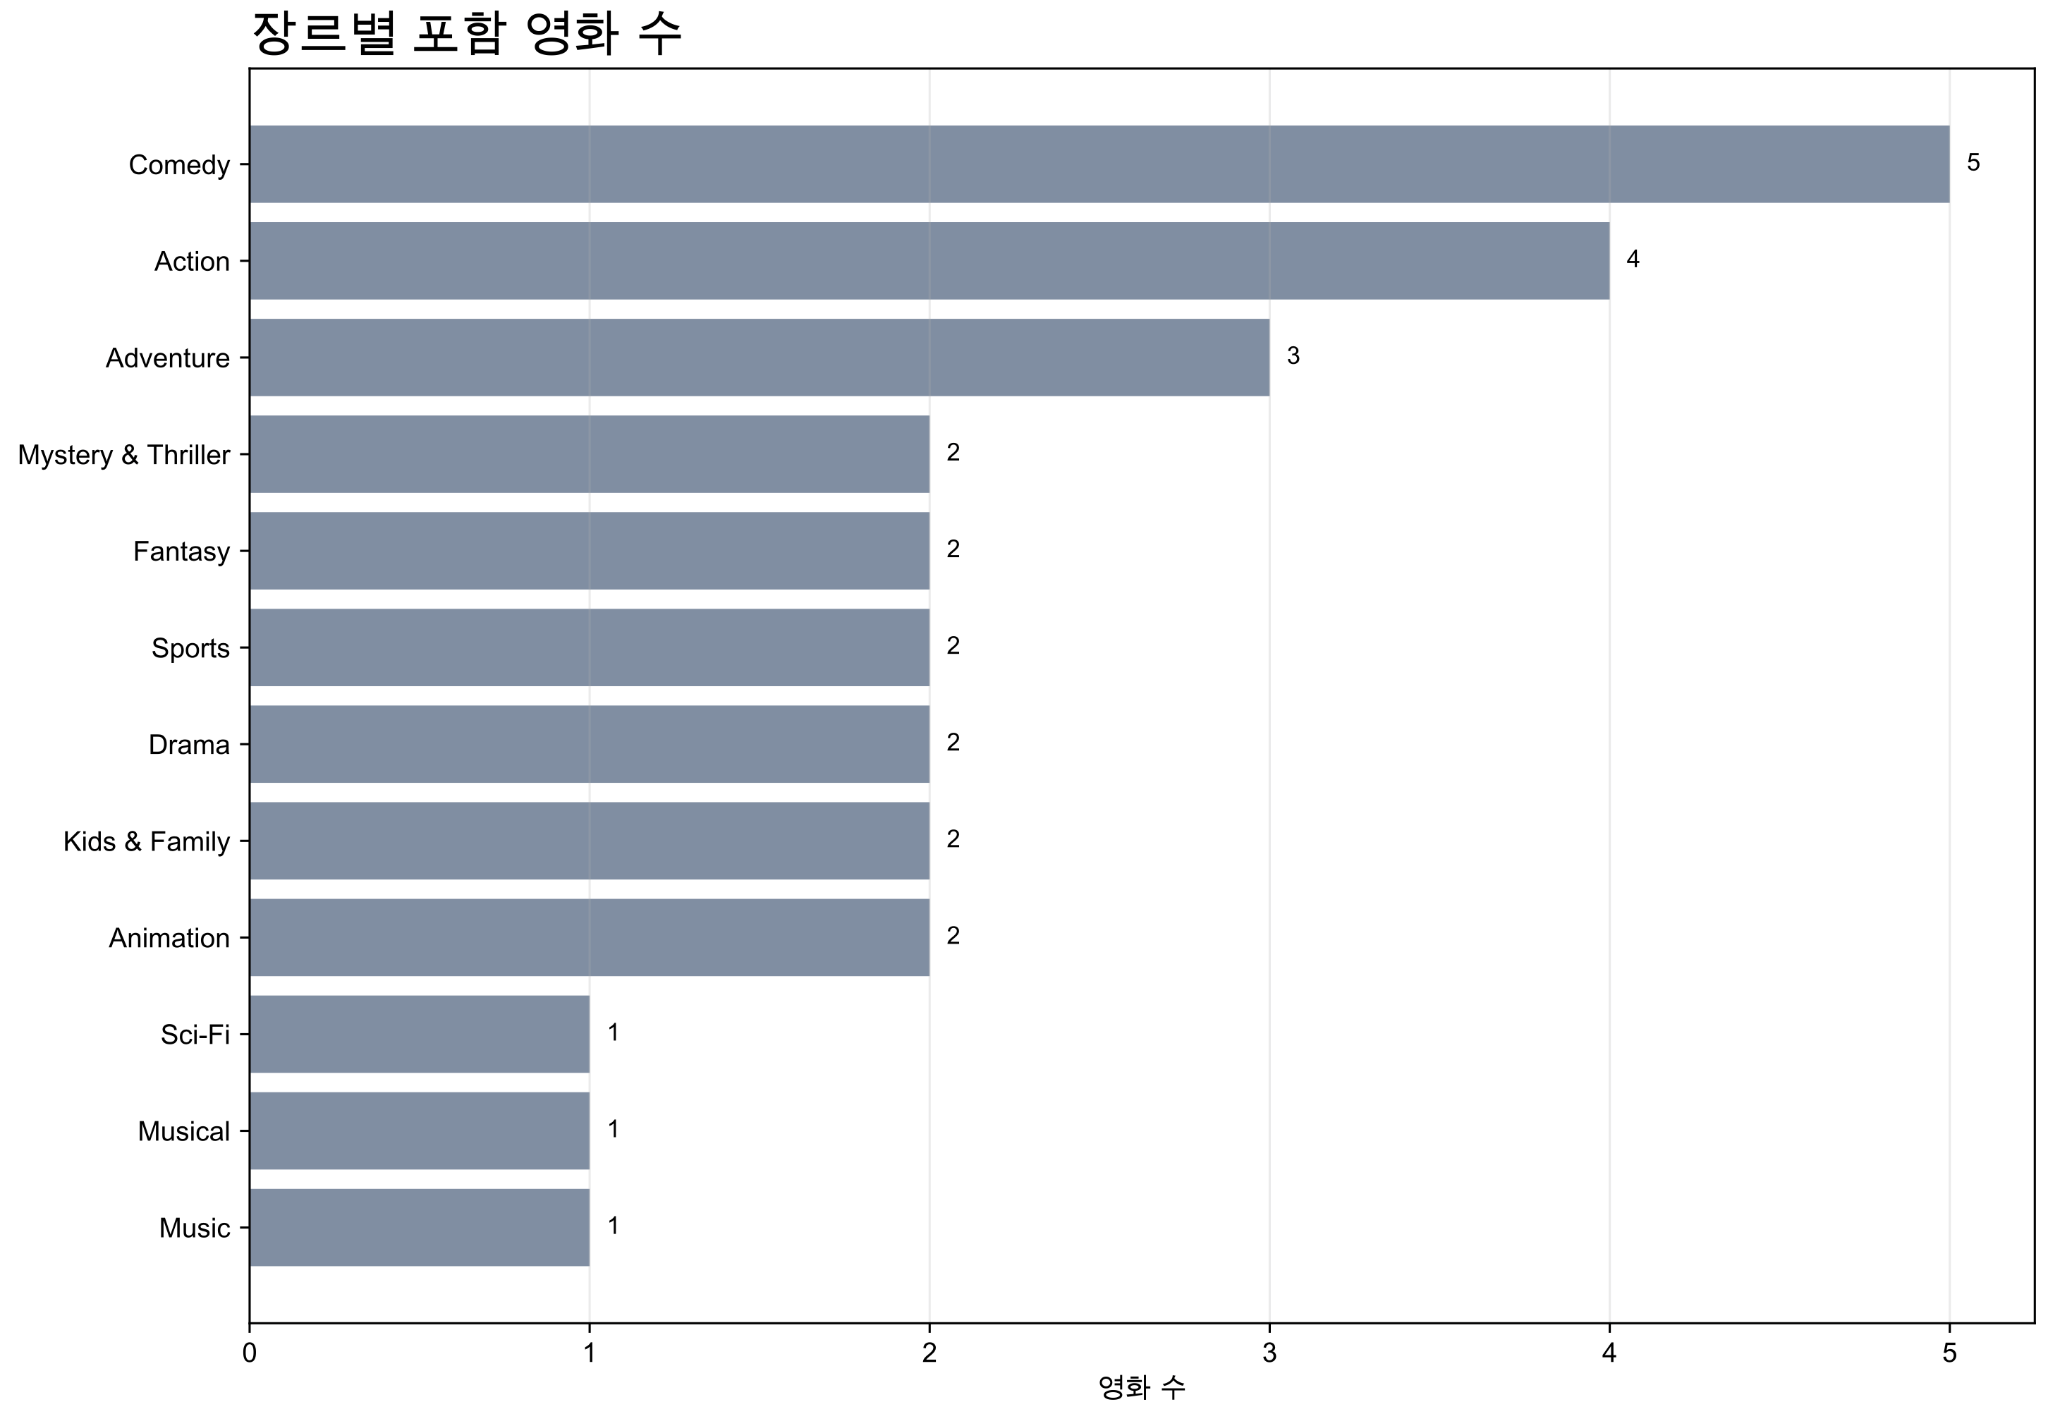 장르별 포함 영화 수
Comedy 5
Action 4
Adventure 3
Mystery & Thriller 2
Fantasy 2
Sports 2
Drama 2
Kids & Family 2
Animation 2
Sci-Fi 1
Musical 1
Music 1
0 1 2 3 4 5
영화 수